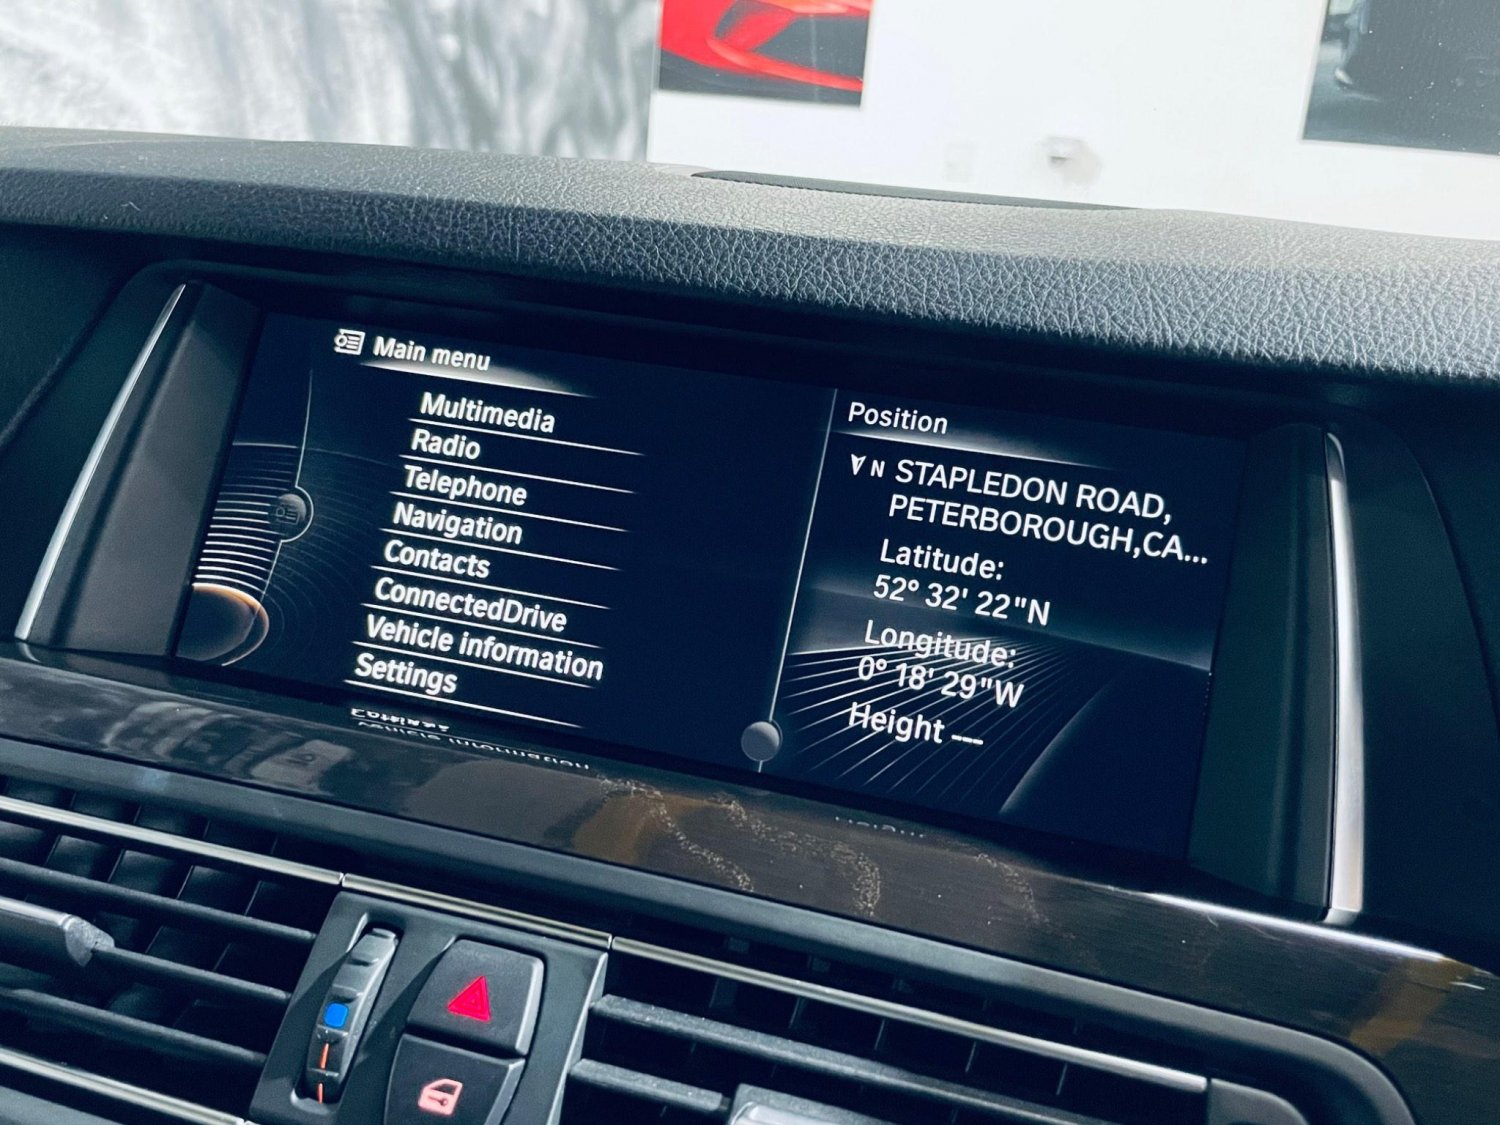 Main menu
Multimedia
Radio
Telephone
Navigation
Contacts
ConnectedDrive
Vehicle information
Settings
Position
N STAPLEDON ROAD,
PETERBOROUGH,CA...
Latitude:
52° 32' 22"N
Longitude:
0° 18' 29"W
Height ---